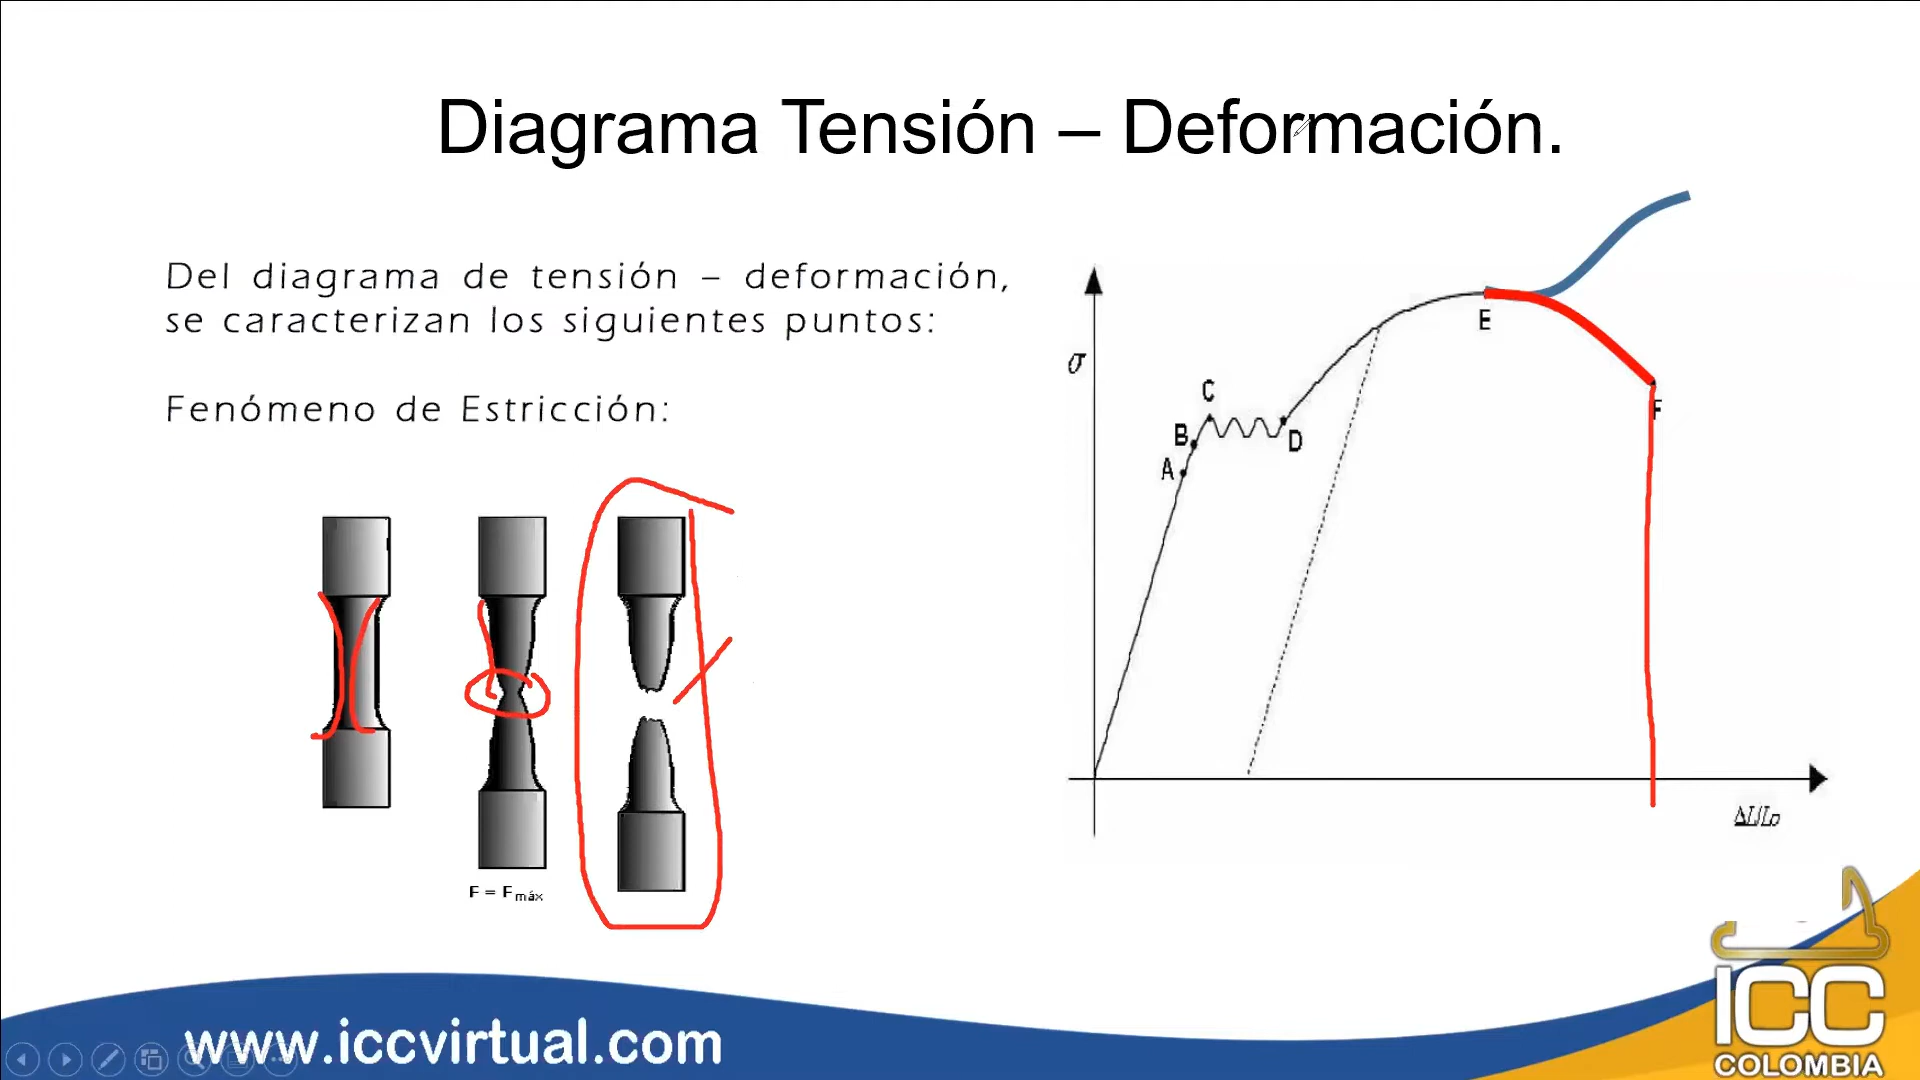 Diagrama Tensión – Deformación.
Del diagrama de tensión – deformación,
se caracterizan los siguientes puntos:
Fenómeno de Estricción:
F = Fmáx
σ
A
B
C
D
E
F
ΔL/Lo
www.iccvirtual.com
ICC
COLOMBIA